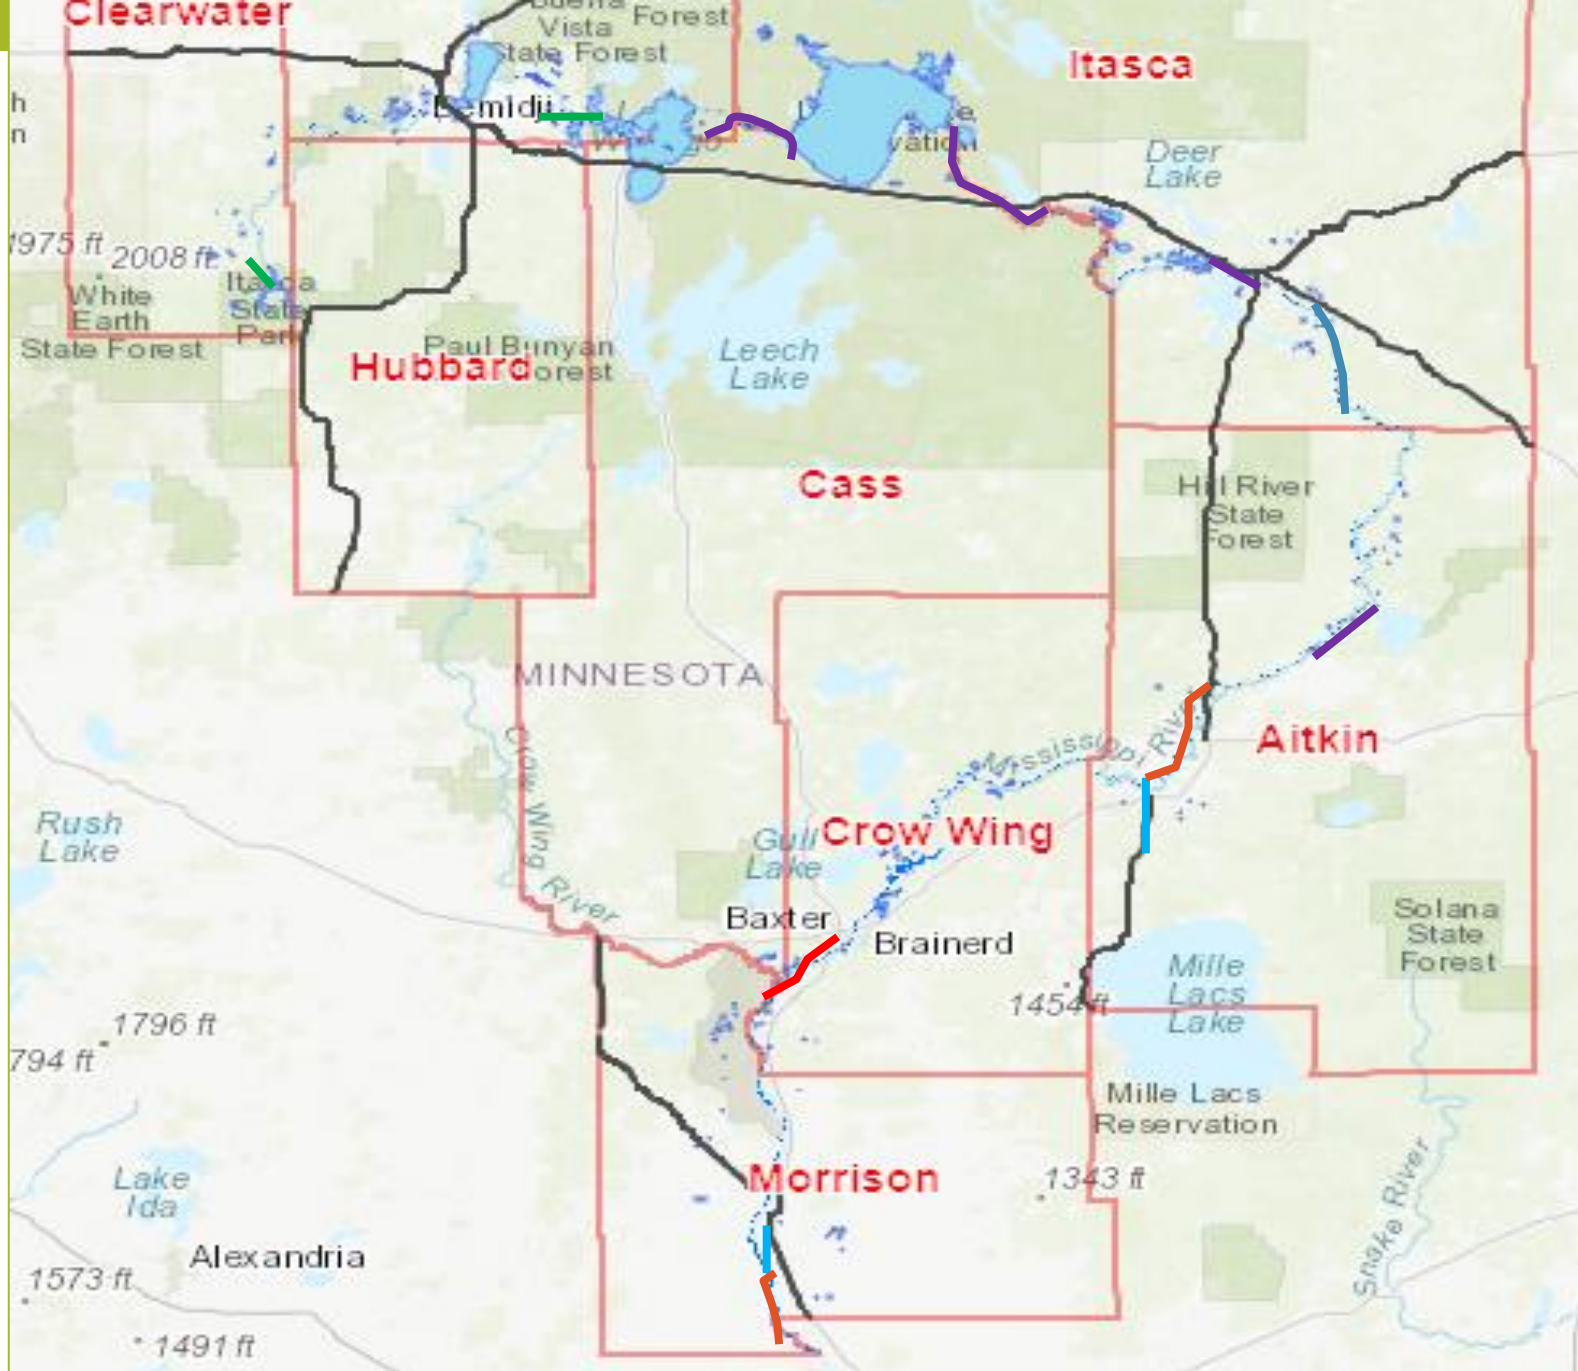 Clearwater
Forest
Vista
State Forest
Itasca
h
n
Bemidji
vation
Deer
Lake
1975 ft
2008 ft
Itasca
State
Park
White
Earth
State Forest
Paul Bunyan
Forest
Hubbard
Leech
Lake
Cass
Hill River
State
Forest
MINNESOTA
Crow Wing River
Mississippi River
Aitkin
Rush
Lake
Gull
Lake
Crow Wing
Baxter
Brainerd
Solana
State
Forest
Mille
Lacs
Lake
1454 ft
1796 ft
794 ft
Mille Lacs
Reservation
Morrison
1343 ft
Lake
Ida
Snake River
Alexandria
1573 ft
1491 ft